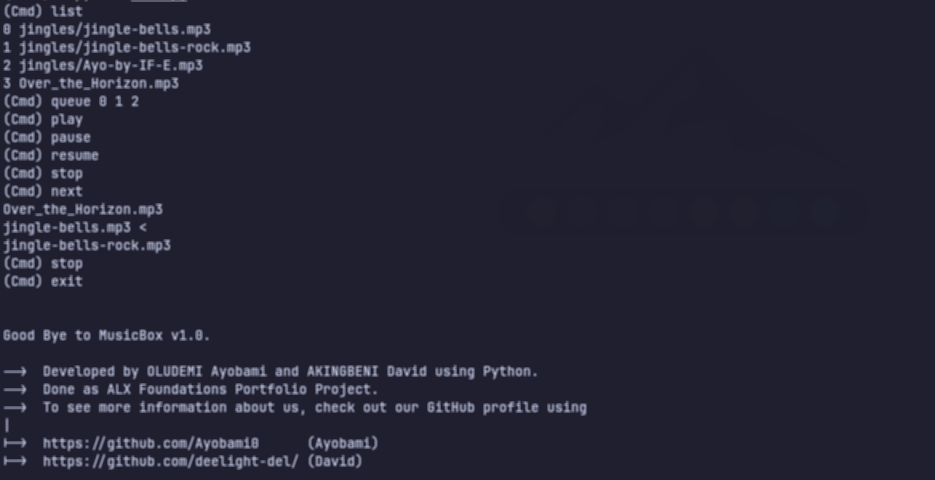 (Cmd) list
0 jingles/jingle-bells.mp3
1 jingles/jingle-bells-rock.mp3
2 jingles/Ayo-by-IF-E.mp3
3 Over_the_Horizon.mp3
(Cmd) queue 0 1 2
(Cmd) play
(Cmd) pause
(Cmd) resume
(Cmd) stop
(Cmd) next
Over_the_Horizon.mp3
jingle-bells.mp3 <
jingle-bells-rock.mp3
(Cmd) stop
(Cmd) exit
Good Bye to MusicBox v1.0.
⟶ Developed by OLUDEMI Ayobami and AKINGBENI David using Python.
⟶ Done as ALX Foundations Portfolio Project.
⟶ To see more information about us, check out our GitHub profile using
|
⟼ https://github.com/Ayobami0 (Ayobami)
⟼ https://github.com/deelight-del/ (David)